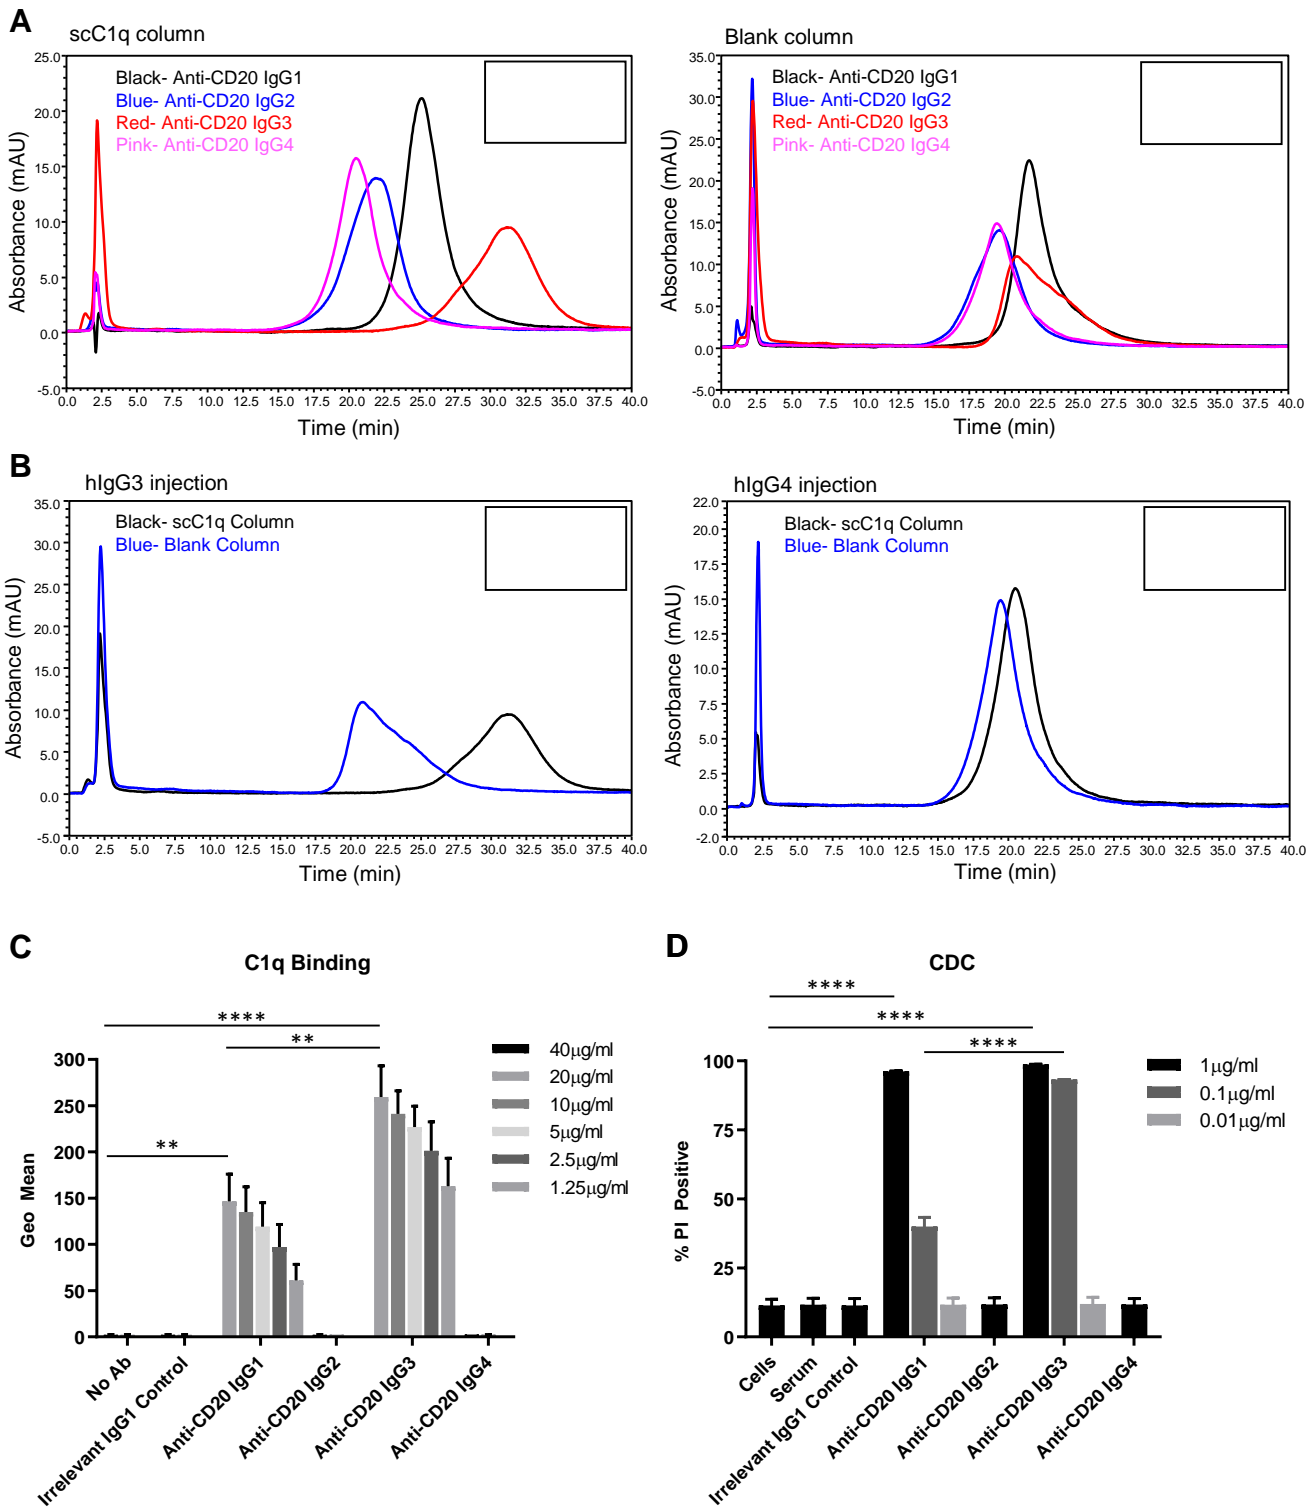 A
scC1q column
Black- Anti-CD20 IgG1
Blue- Anti-CD20 IgG2
Red- Anti-CD20 IgG3
Pink- Anti-CD20 IgG4
25.0
20.0
15.0
10.0
5.0
0.0
-5.0
Absorbance (mAU)
0.0 2.5 5.0 7.5 10.0 12.5 15.0 17.5 20.0 22.5 25.0 27.5 30.0 32.5 35.0 37.5 40.0
Time (min)
Blank column
Black- Anti-CD20 IgG1
Blue- Anti-CD20 IgG2
Red- Anti-CD20 IgG3
Pink- Anti-CD20 IgG4
35.0
30.0
25.0
20.0
15.0
10.0
5.0
0.0
-5.0
Absorbance (mAU)
0.0 2.5 5.0 7.5 10.0 12.5 15.0 17.5 20.0 22.5 25.0 27.5 30.0 32.5 35.0 37.5 40.0
Time (min)
B
hIgG3 injection
Black- scC1q Column
Blue- Blank Column
35.0
30.0
25.0
20.0
15.0
10.0
5.0
0.0
-5.0
Absorbance (mAU)
0.0 2.5 5.0 7.5 10.0 12.5 15.0 17.5 20.0 22.5 25.0 27.5 30.0 32.5 35.0 37.5 40.0
Time (min)
hIgG4 injection
Black- scC1q Column
Blue- Blank Column
22.0
20.0
17.5
15.0
12.5
10.0
7.5
5.0
2.5
0.0
-2.0
Absorbance (mAU)
0.0 2.5 5.0 7.5 10.0 12.5 15.0 17.5 20.0 22.5 25.0 27.5 30.0 32.5 35.0 37.5 40.0
Time (min)
C
C1q Binding
****
**
**
300
250
200
150
100
50
0
Geo Mean
40µg/ml
20µg/ml
10µg/ml
5µg/ml
2.5µg/ml
1.25µg/ml
No Ab
Irrelevant IgG1 Control
Anti-CD20 IgG1
Anti-CD20 IgG2
Anti-CD20 IgG3
Anti-CD20 IgG4
D
CDC
****
****
****
100
75
50
25
0
% PI Positive
1µg/ml
0.1µg/ml
0.01µg/ml
Cells
Serum
Irrelevant IgG1 Control
Anti-CD20 IgG1
Anti-CD20 IgG2
Anti-CD20 IgG3
Anti-CD20 IgG4